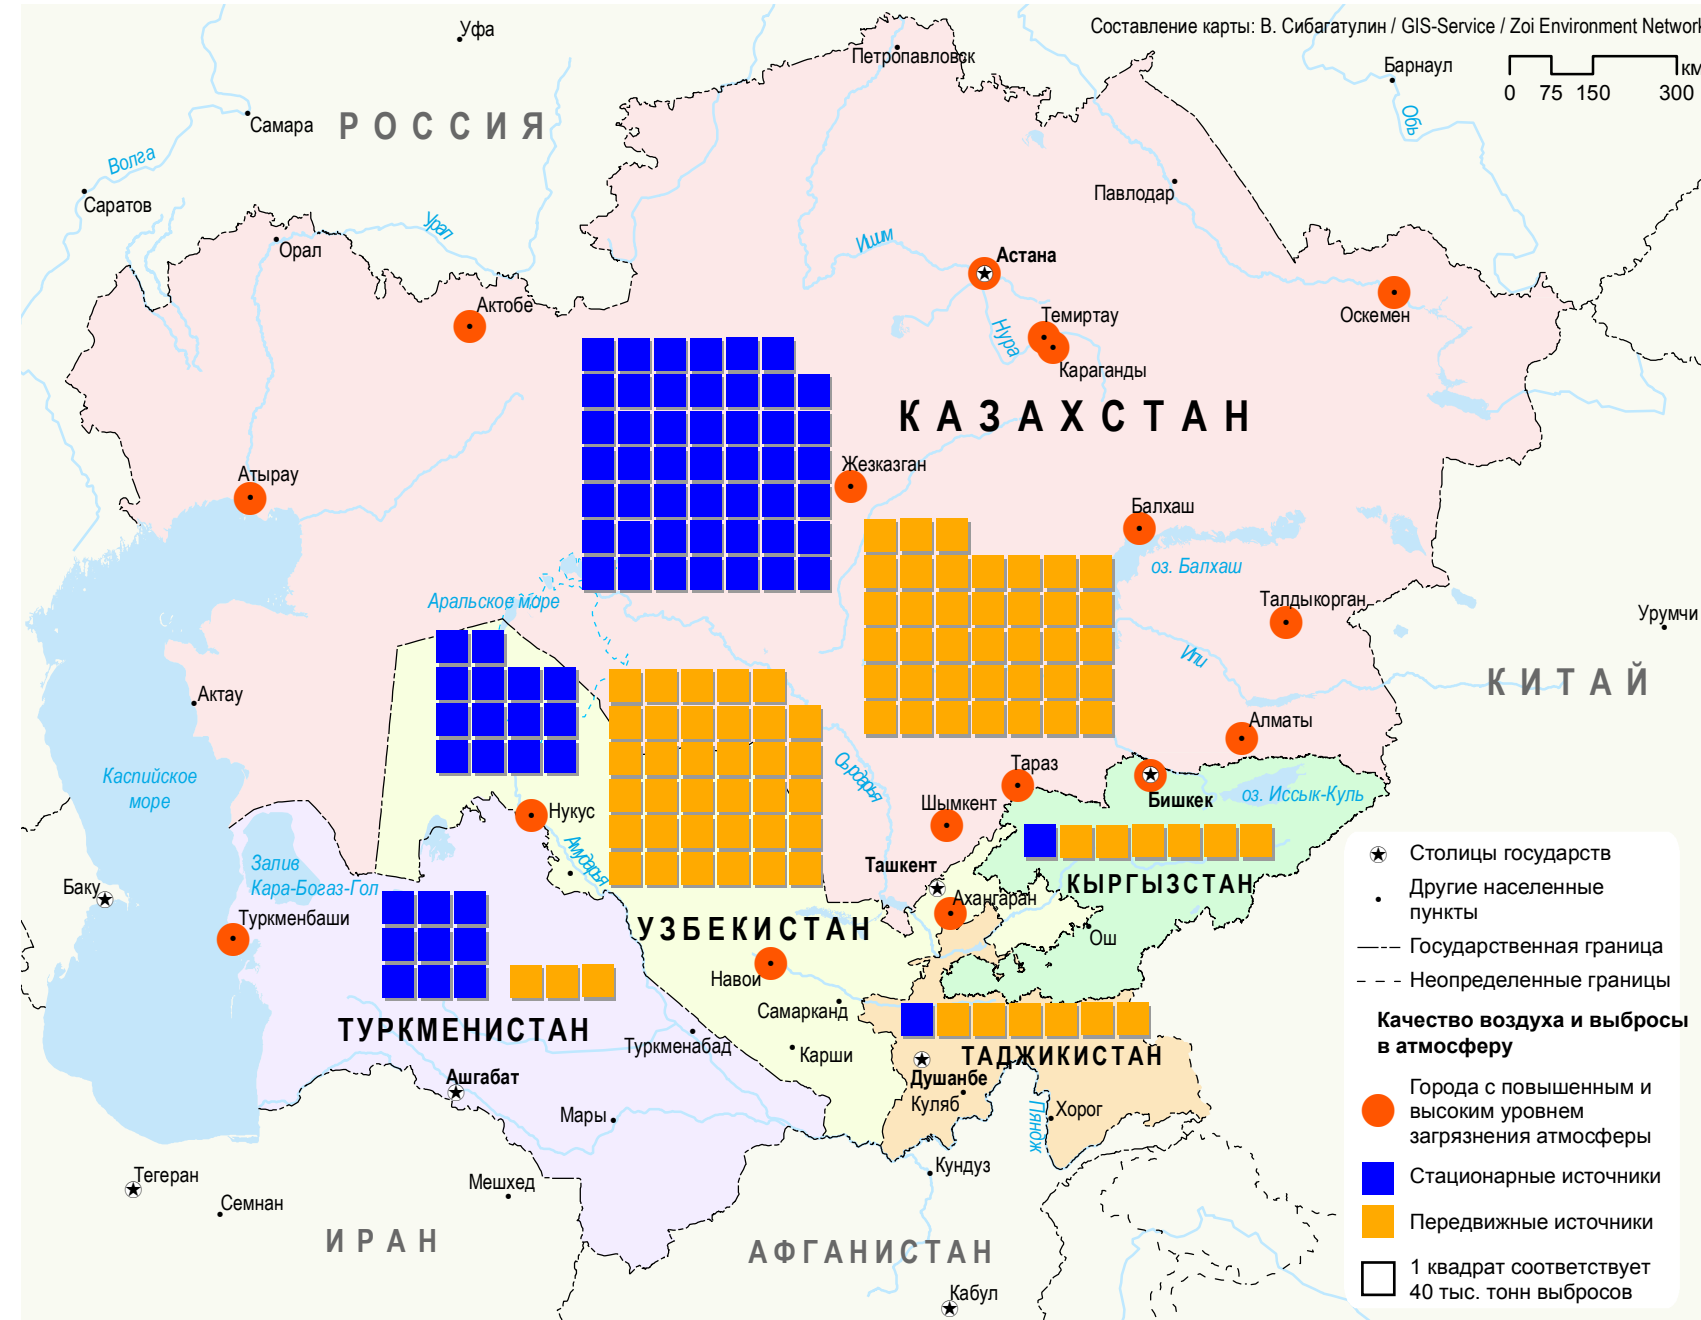 Составление карты: В. Сибагатулин / GIS-Service / Zoi Environment Network
Уфа
Петропавловск
Барнаул
км
0 75 150 300
Обь
Самара
РОССИЯ
Волга
Саратов
Павлодар
Урал
Орал
Ишим
Астана
Актобе
Темиртау
Оскемен
Нура
Караганды
КАЗАХСТАН
Атырау
Жезказган
Балхаш
оз. Балхаш
Аральское море
Талдыкорган
Урумчи
Или
КИТАЙ
Актау
Алматы
Каспийское
море
Сырдарья
Тараз
Бишкек
оз. Иссык-Куль
Нукус
Шымкент
Амударья
Залив
Кара-Богаз-Гол
Ташкент
КЫРГЫЗСТАН
Баку
Ахангаран
Туркменбаши
УЗБЕКИСТАН
Ош
Навои
Самарканд
ТУРКМЕНИСТАН
Туркменабад
Карши
ТАДЖИКИСТАН
Ашгабат
Душанбе
Куляб
Мары
Пяндж
Хорог
Тегеран
Мешхед
Кундуз
Семнан
ИРАН
АФГАНИСТАН
Кабул
Столицы государств
Другие населенные
пункты
Государственная граница
Неопределенные границы
Качество воздуха и выбросы
в атмосферу
Города с повышенным и
высоким уровнем
загрязнения атмосферы
Стационарные источники
Передвижные источники
1 квадрат соответствует
40 тыс. тонн выбросов